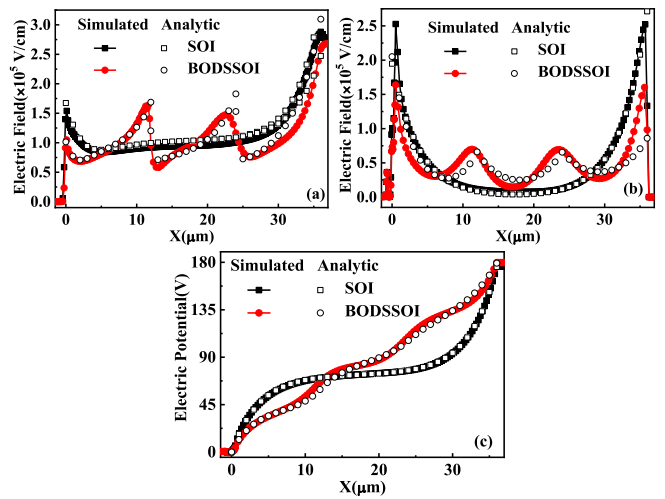 Simulated Analytic
SOI
BODSSOI
3.0
2.5
2.0
1.5
1.0
0.5
0.0
Electric Field(×10⁵ V/cm)
0 10 20 30
X(μm)
(a)
Simulated Analytic
SOI
BODSSOI
2.5
2.0
1.5
1.0
0.5
0.0
Electric Field(×10⁵ V/cm)
0 10 20 30
X(μm)
(b)
Simulated Analytic
SOI
BODSSOI
180
135
90
45
0
Electric Potential(V)
0 10 20 30
X(μm)
(c)